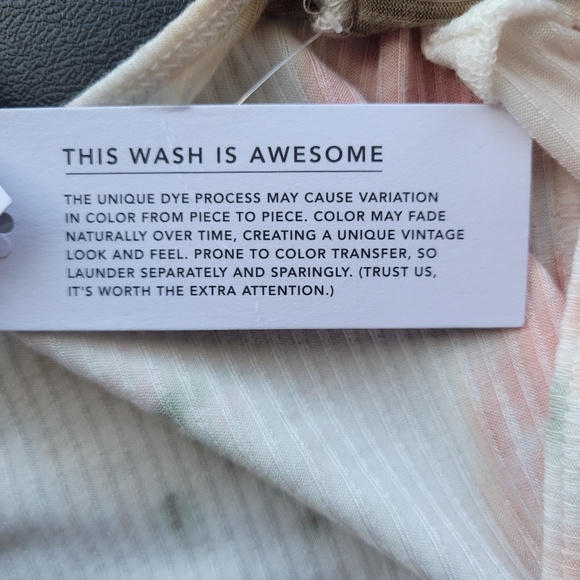 THIS WASH IS AWESOME
THE UNIQUE DYE PROCESS MAY CAUSE VARIATION
IN COLOR FROM PIECE TO PIECE. COLOR MAY FADE
NATURALLY OVER TIME, CREATING A UNIQUE VINTAGE
LOOK AND FEEL. PRONE TO COLOR TRANSFER, SO
LAUNDER SEPARATELY AND SPARINGLY. (TRUST US,
IT'S WORTH THE EXTRA ATTENTION.)